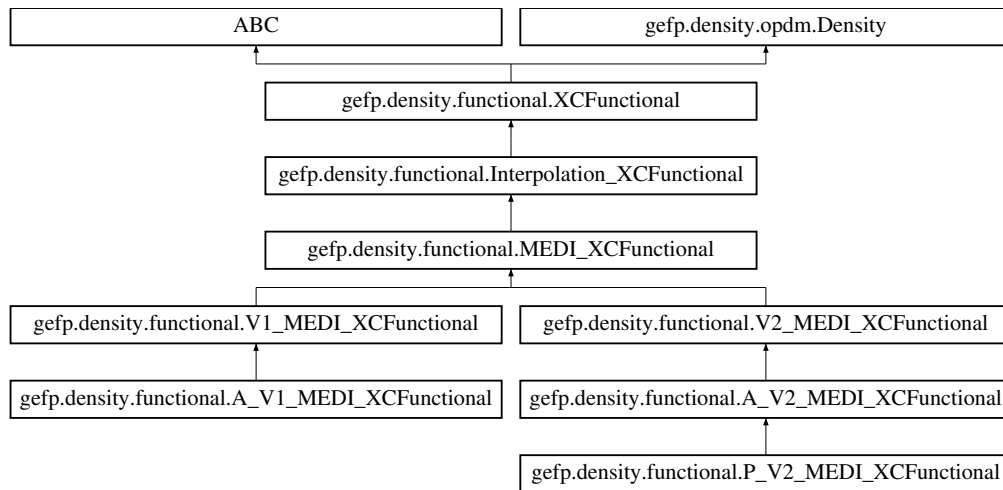 ABC
gefp.density.opdm.Density
gefp.density.functional.XCFunctional
gefp.density.functional.Interpolation_XCFunctional
gefp.density.functional.MEDI_XCFunctional
gefp.density.functional.V1_MEDI_XCFunctional
gefp.density.functional.V2_MEDI_XCFunctional
gefp.density.functional.A_V1_MEDI_XCFunctional
gefp.density.functional.A_V2_MEDI_XCFunctional
gefp.density.functional.P_V2_MEDI_XCFunctional